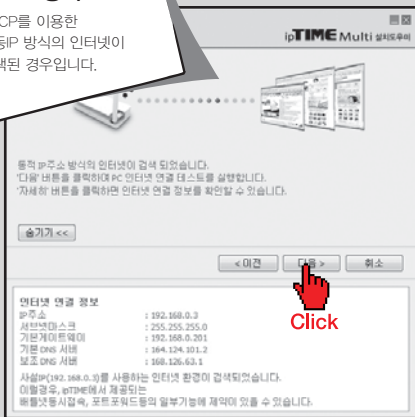 CP를 이용한
동IP 방식의 인터넷이
색된 경우입니다.
ipTIME Multi 설치도우미
동적 IP주소 방식의 인터넷이 검색 되었습니다.
'다음' 버튼을 클릭하여 PC 인터넷 연결 테스트를 실행합니다.
'자세히' 버튼을 클릭하면 인터넷 연결 정보를 확인할 수 있습니다.
숨기기 <<
< 이전
다음 >
취소
Click
인터넷 연결 정보
IP주소 : 192.168.0.3
서브넷마스크 : 255.255.255.0
기본게이트웨이 : 192.168.0.201
기본 DNS 서버 : 164.124.101.2
보조 DNS 서버 : 168.126.63.1
사설IP(192.168.0.3)를 사용하는 인터넷 환경이 검색되었습니다.
이럴경우, ipTIME에서 제공되는
배틀넷동시접속, 포트포워드등의 일부기능에 제약이 있을 수 있습니다.